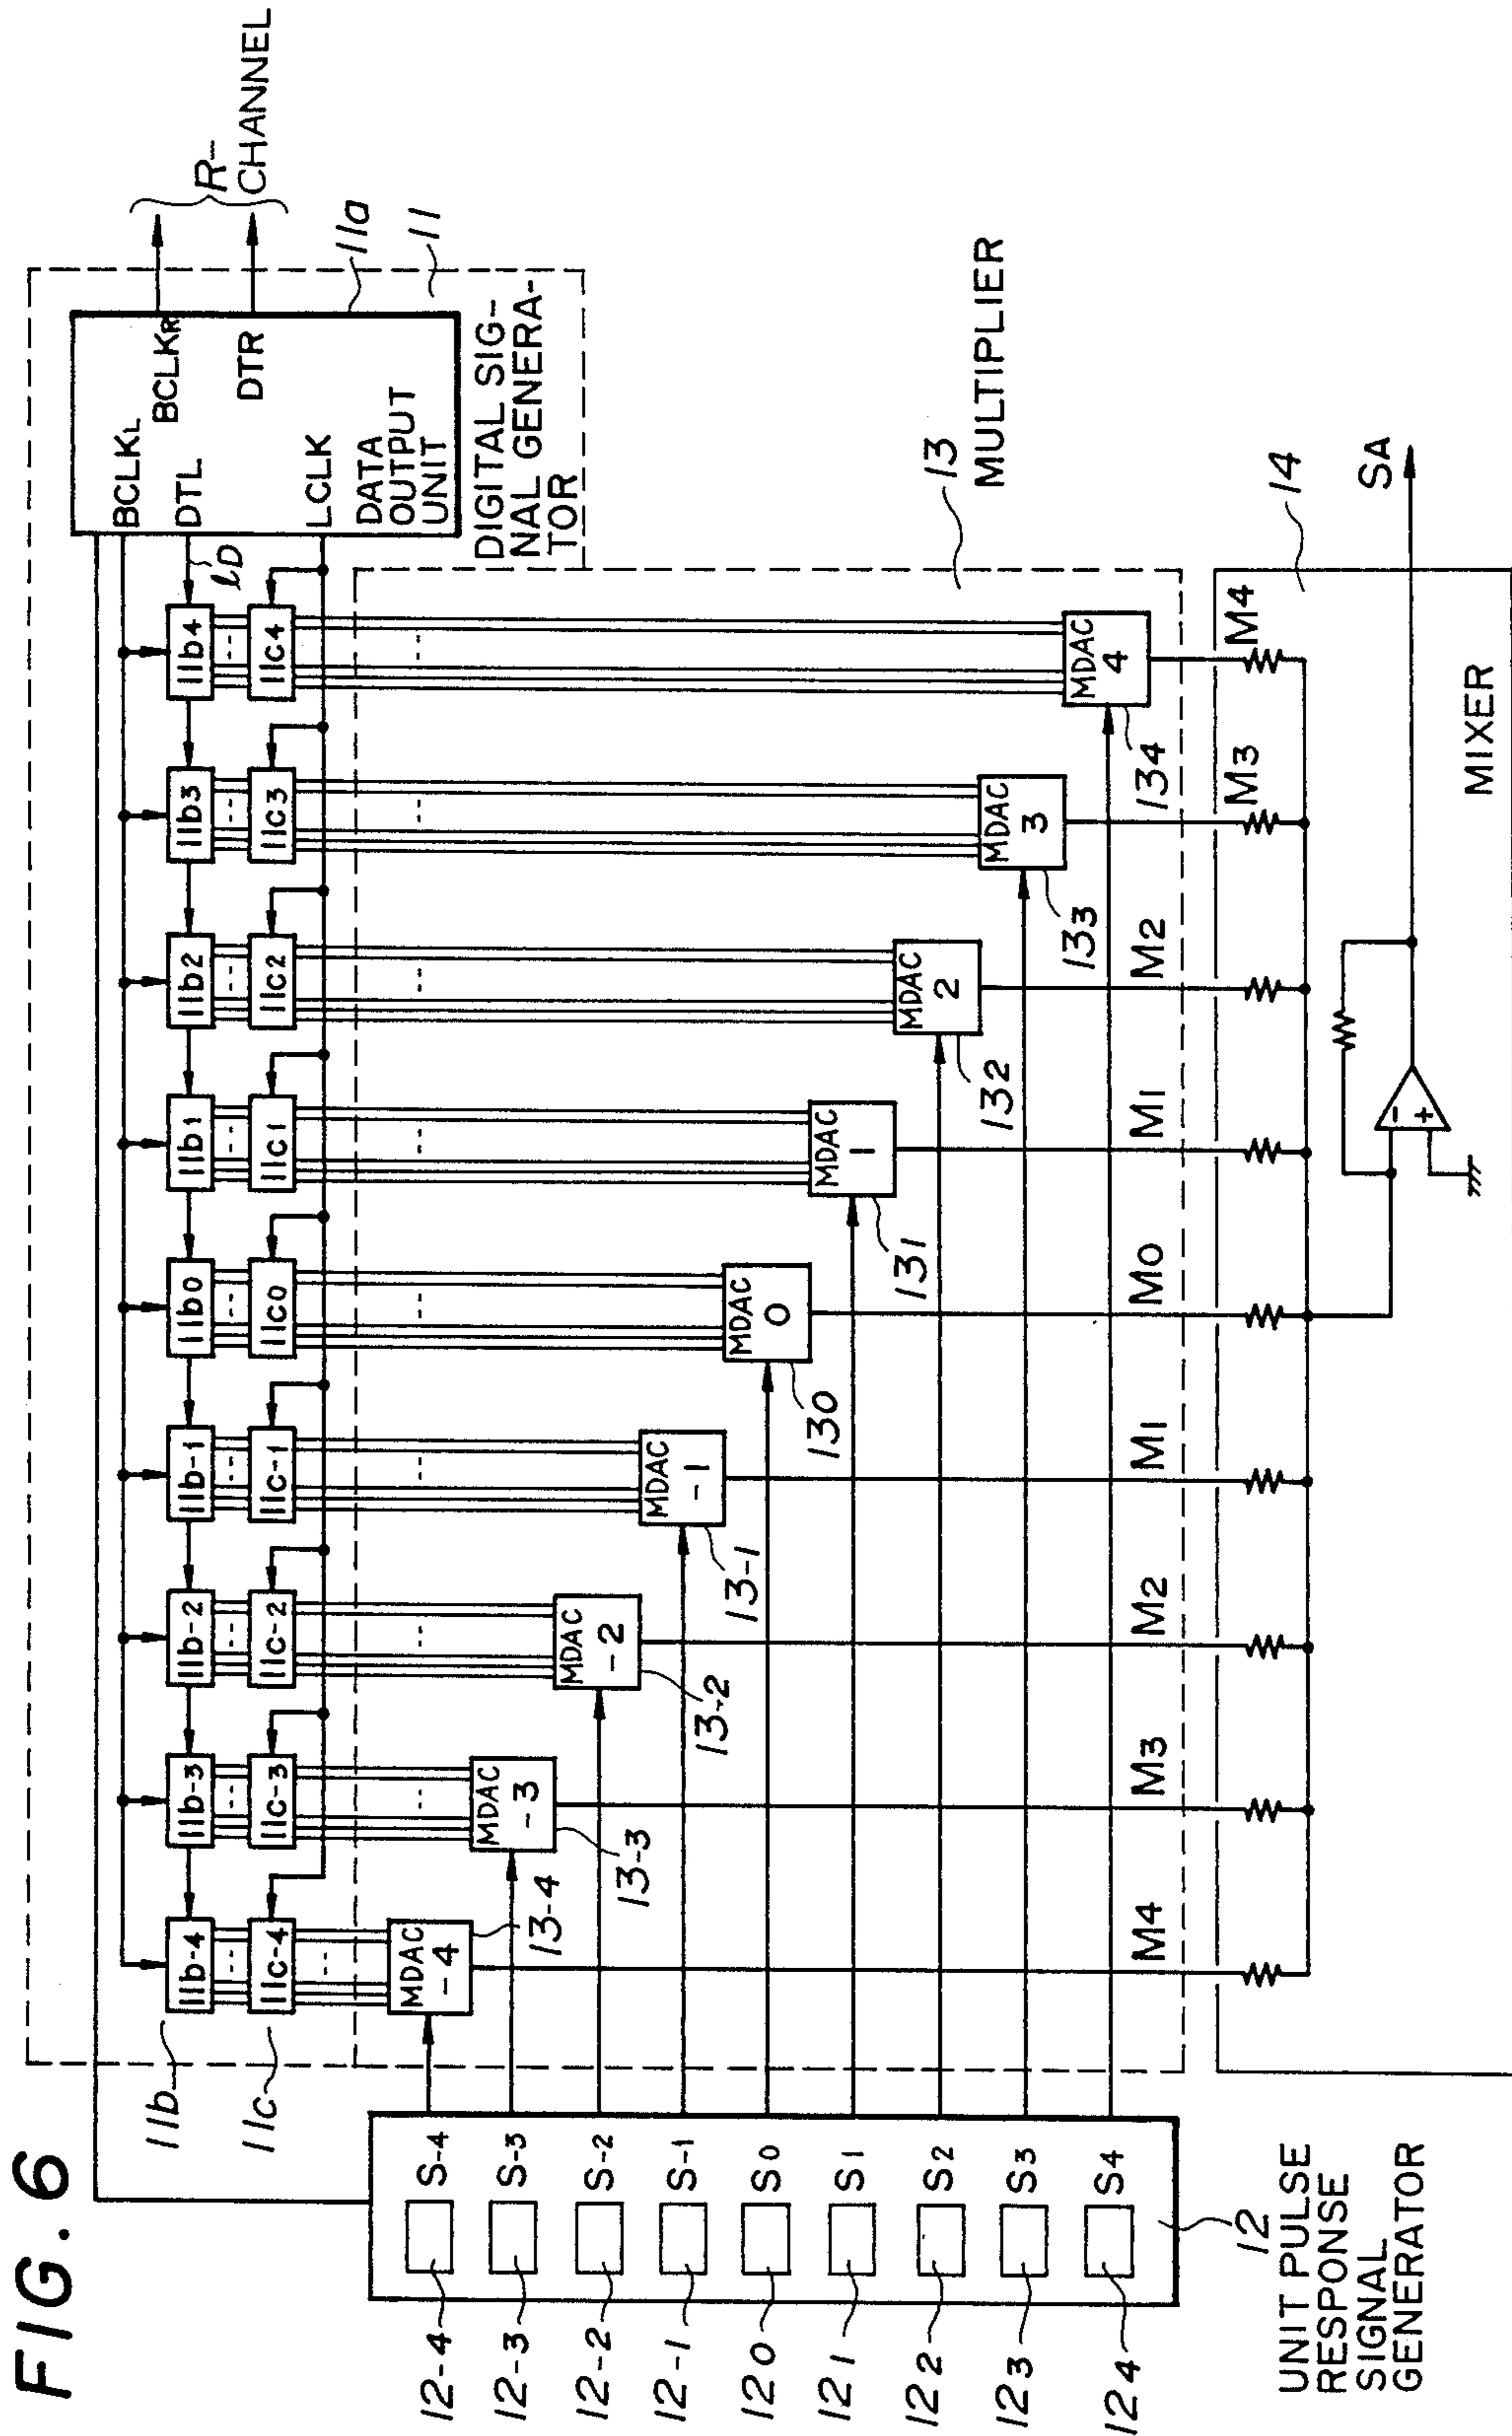 FIG. 6
R-
CHANNEL
BCLKL
BCLKR
DTL
DTR
LCLK
DATA
OUTPUT
UNIT
11a
11
DIGITAL SIG-
NAL GENERA-
TOR
lD
11b
11b-4
11b-3
11b-2
11b-1
11b0
11b1
11b2
11b3
11b4
11c
11c-4
11c-3
11c-2
11c-1
11c0
11c1
11c2
11c3
11c4
MDAC
-4
13-4
MDAC
-3
13-3
MDAC
-2
13-2
MDAC
-1
13-1
MDAC
0
130
MDAC
1
131
MDAC
2
132
MDAC
3
133
MDAC
4
134
13
MULTIPLIER
12-4
S-4
12-3
S-3
12-2
S-2
12-1
S-1
120
S0
121
S1
122
S2
123
S3
124
S4
12
UNIT PULSE
RESPONSE
SIGNAL
GENERATOR
M4
M3
M2
M1
M0
M1
M2
M3
M4
14
-
+
SA
MIXER